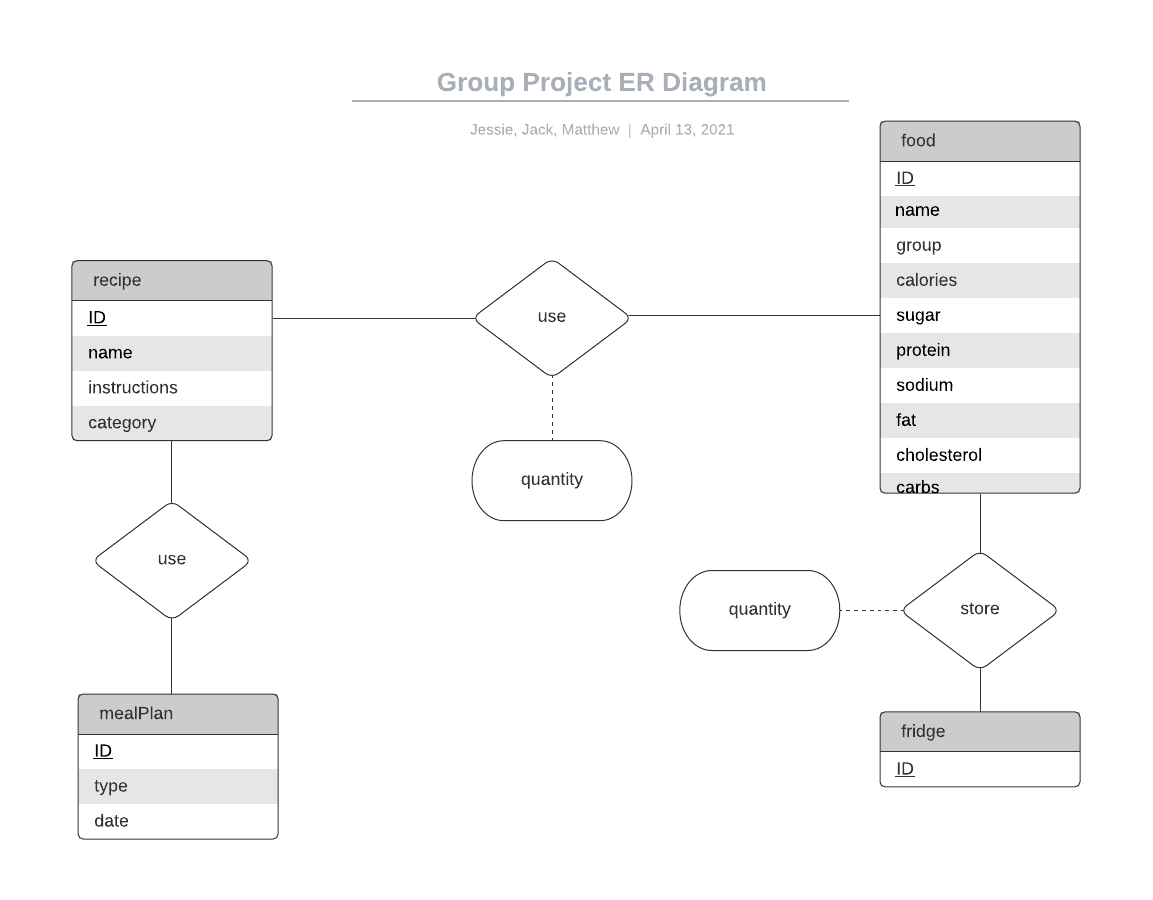 Group Project ER Diagram
Jessie, Jack, Matthew | April 13, 2021
food
ID
name
group
calories
sugar
protein
sodium
fat
cholesterol
carbs
recipe
ID
name
instructions
category
use
quantity
use
quantity
store
mealPlan
ID
type
date
fridge
ID